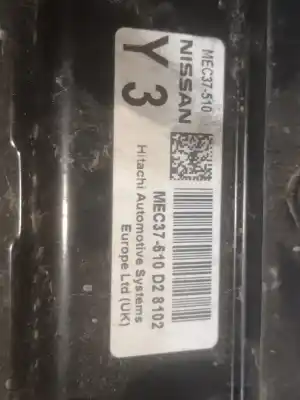 MEC37-510
NISSAN
Y 3
MEC37-510 D2 8102
Hitachi Automotive Systems
Europe Ltd (UK)